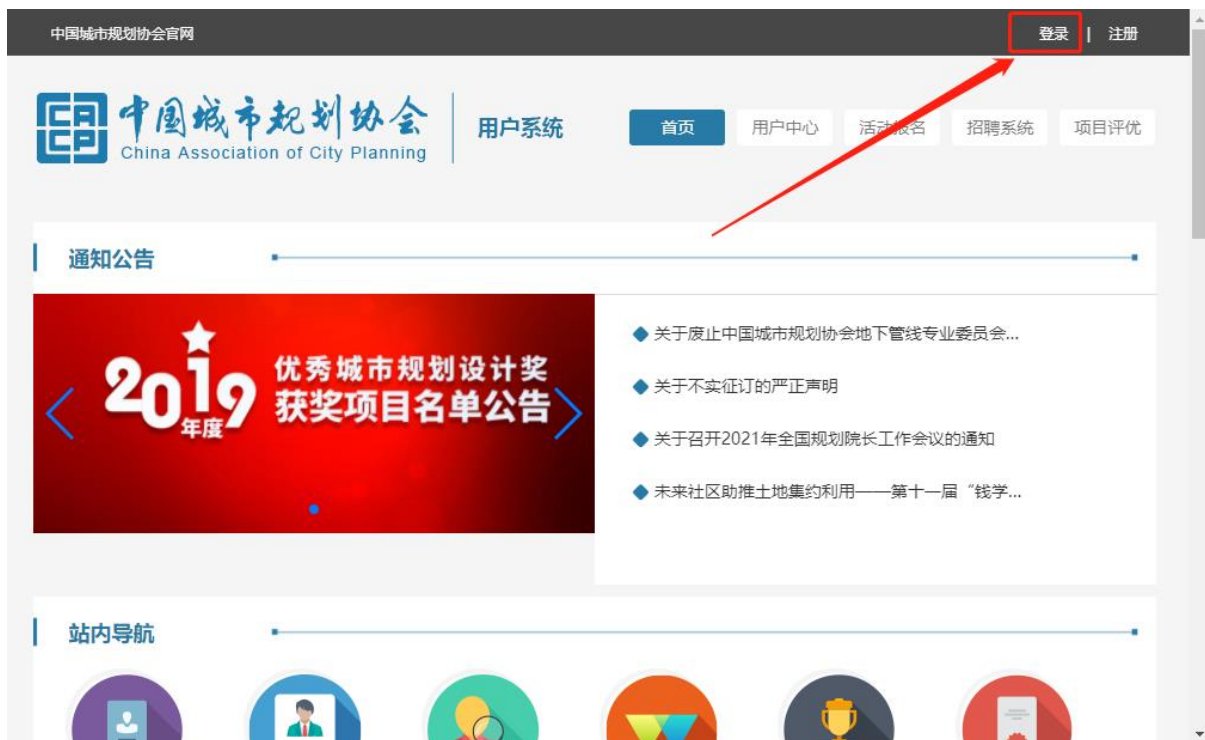 中国城市规划协会官网
登录 | 注册
中国城市规划协会
China Association of City Planning
用户系统
首页
用户中心
活动报名
招聘系统
项目评优
通知公告
2019
年度
优秀城市规划设计奖
获奖项目名单公告
关于废止中国城市规划协会地下管线专业委员会...
关于不实征订的严正声明
关于召开2021年全国规划院长工作会议的通知
未来社区助推土地集约利用——第十一届“钱学...
站内导航